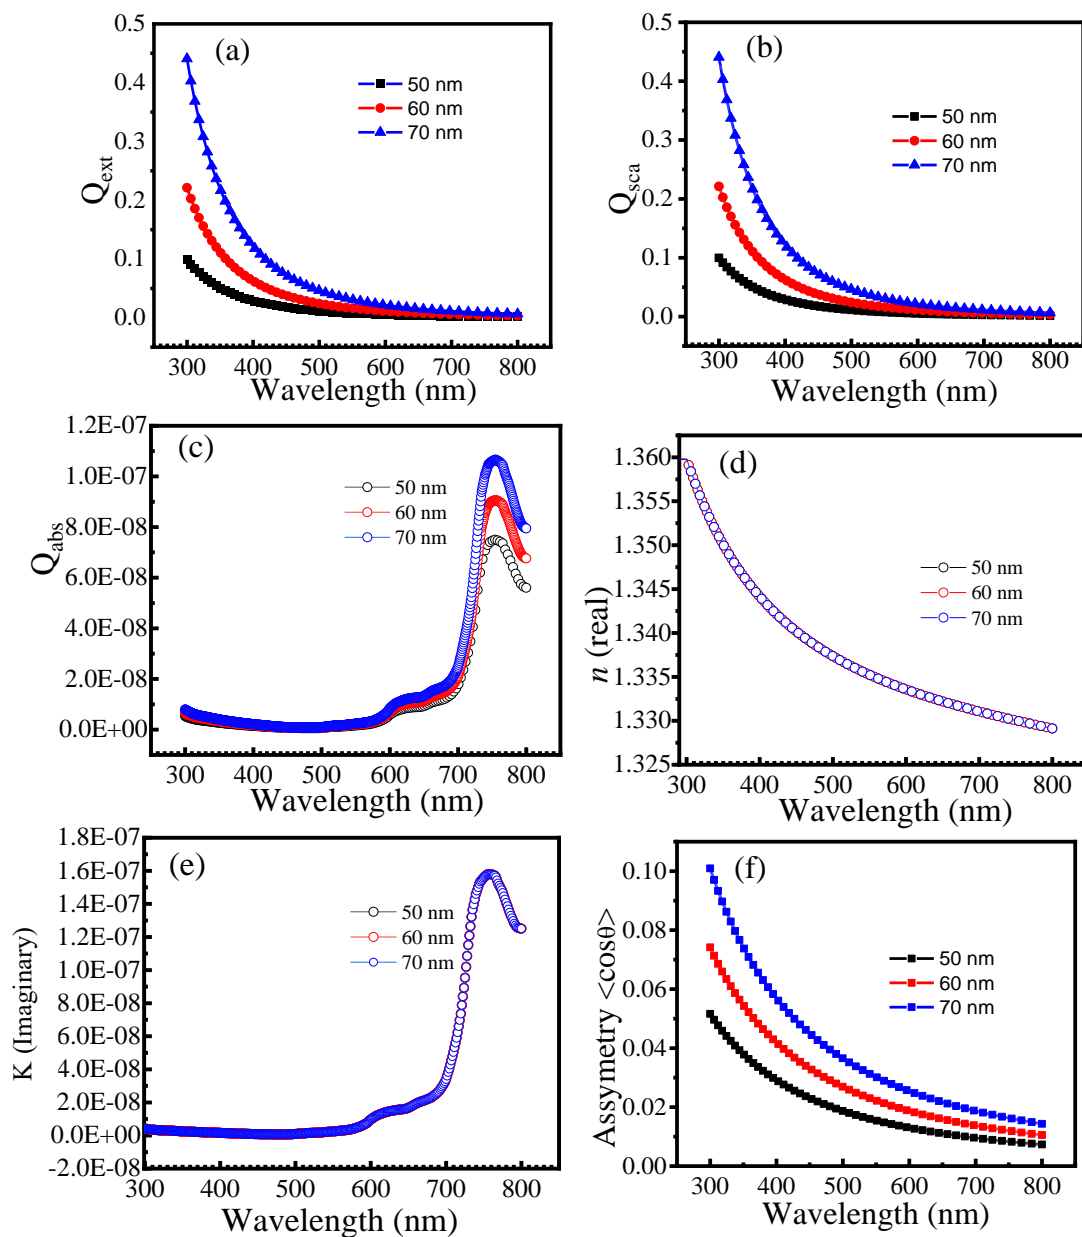 (a)
0.5
0.4
0.3
0.2
0.1
0.0
Q_ext
50 nm
60 nm
70 nm
300 400 500 600 700 800
Wavelength (nm)
(b)
0.5
0.4
0.3
0.2
0.1
0.0
Q_sca
50 nm
60 nm
70 nm
300 400 500 600 700 800
Wavelength (nm)
(c)
1.2E-07
1.0E-07
8.0E-08
6.0E-08
4.0E-08
2.0E-08
0.0E+00
Q_abs
50 nm
60 nm
70 nm
300 400 500 600 700 800
Wavelength (nm)
(d)
1.360
1.355
1.350
1.345
1.340
1.335
1.330
1.325
n (real)
50 nm
60 nm
70 nm
300 400 500 600 700 800
Wavelength (nm)
(e)
1.8E-07
1.6E-07
1.4E-07
1.2E-07
1.0E-07
8.0E-08
6.0E-08
4.0E-08
2.0E-08
0.0E+00
-2.0E-08
K (Imaginary)
50 nm
60 nm
70 nm
300 400 500 600 700 800
Wavelength (nm)
(f)
0.10
0.08
0.06
0.04
0.02
0.00
Assymetry <cosθ>
50 nm
60 nm
70 nm
300 400 500 600 700 800
Wavelength (nm)